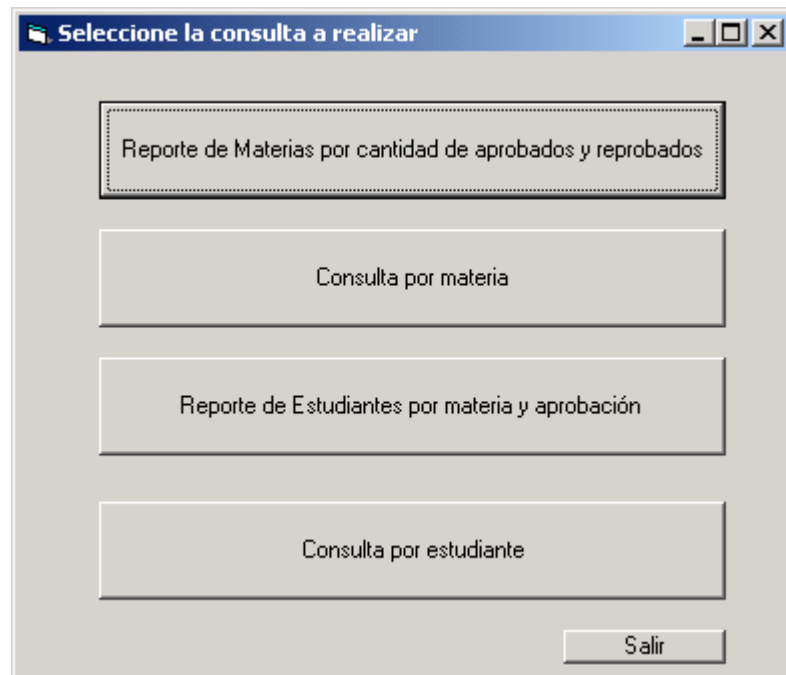 Seleccione la consulta a realizar
Reporte de Materias por cantidad de aprobados y reprobados
Consulta por materia
Reporte de Estudiantes por materia y aprobación
Consulta por estudiante
Salir